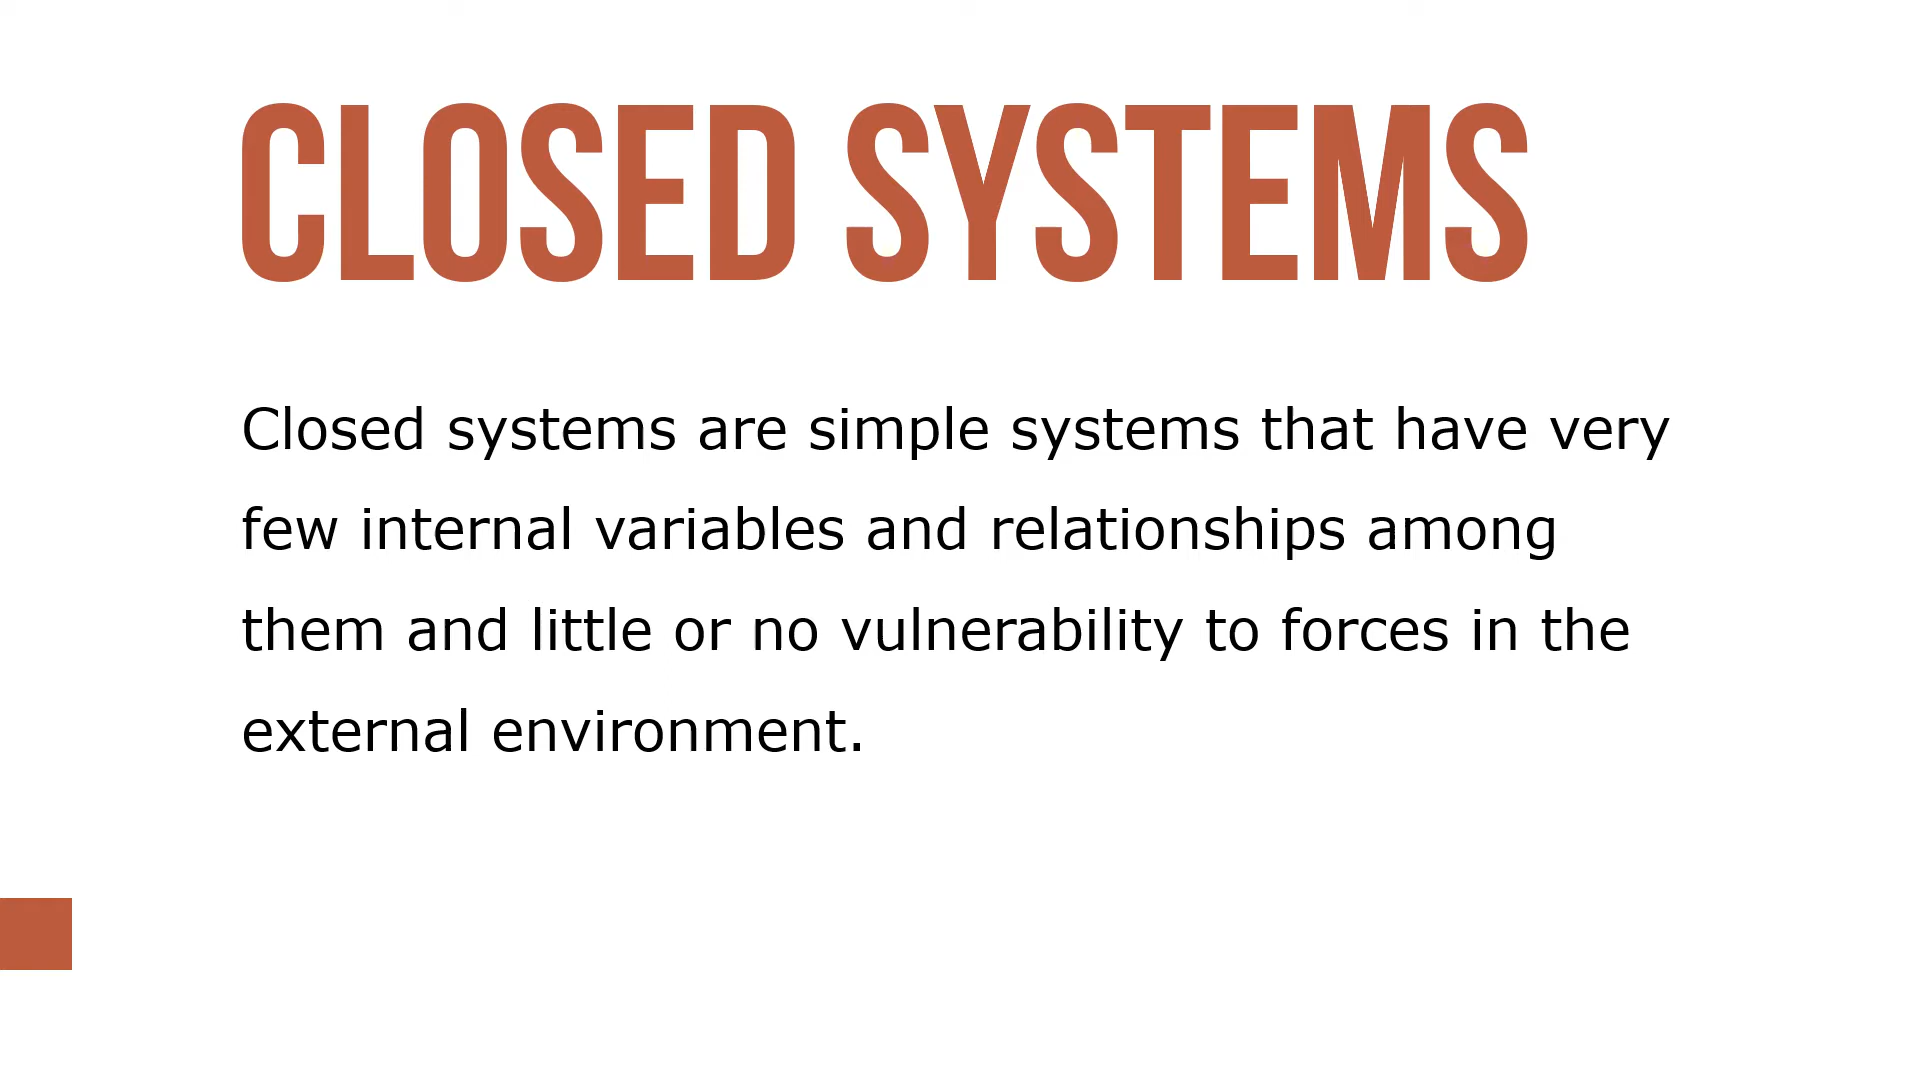 CLOSED SYSTEMS
Closed systems are simple systems that have very
few internal variables and relationships among
them and little or no vulnerability to forces in the
external environment.